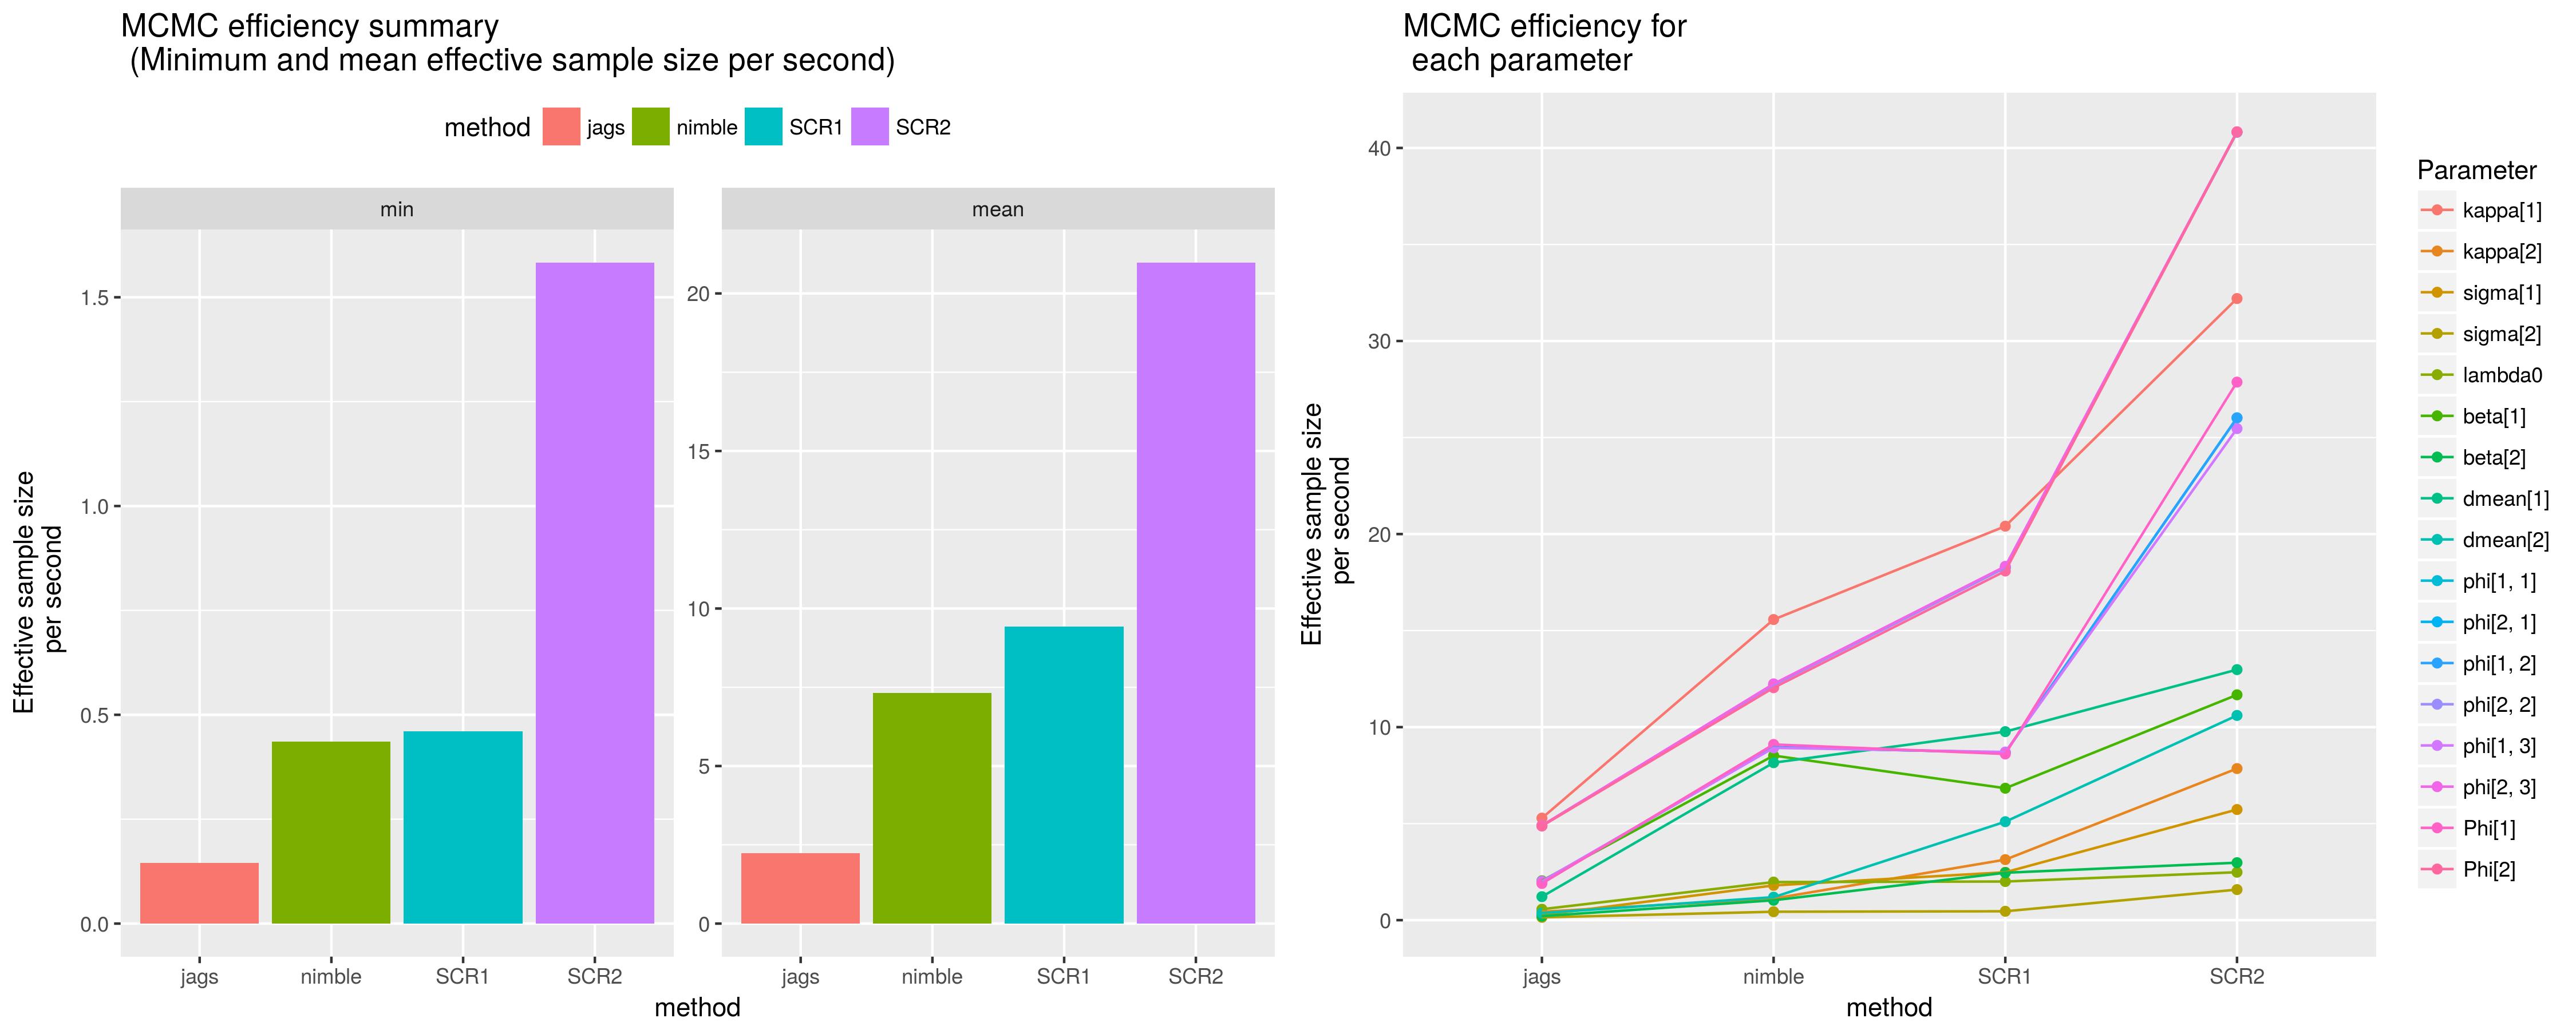 MCMC efficiency summary
(Minimum and mean effective sample size per second)
method
jags
nimble
SCR1
SCR2
min
mean
Effective sample size
per second
1.5
1.0
0.5
0.0
20
15
10
5
0
jags
nimble
SCR1
SCR2
jags
nimble
SCR1
SCR2
method
MCMC efficiency for
each parameter
Effective sample size
per second
40
30
20
10
0
jags
nimble
SCR1
SCR2
method
Parameter
kappa[1]
kappa[2]
sigma[1]
sigma[2]
lambda0
beta[1]
beta[2]
dmean[1]
dmean[2]
phi[1, 1]
phi[2, 1]
phi[1, 2]
phi[2, 2]
phi[1, 3]
phi[2, 3]
Phi[1]
Phi[2]